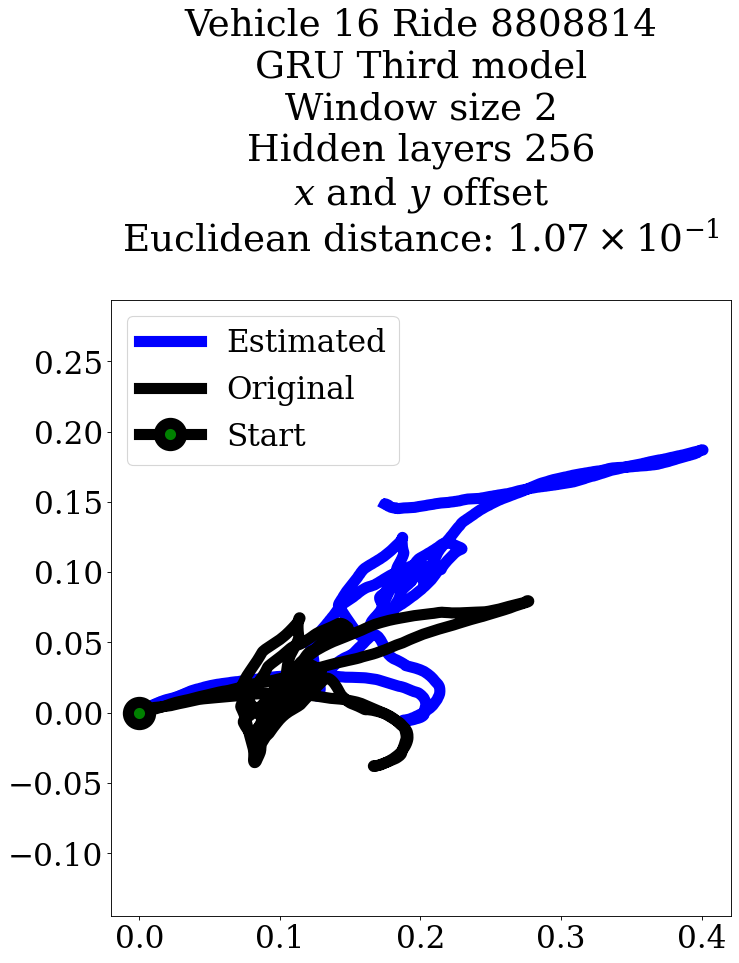 Vehicle 16 Ride 8808814
GRU Third model
Window size 2
Hidden layers 256
x and y offset
Euclidean distance: 1.07 × 10⁻¹
Estimated
Original
Start
0.25
0.20
0.15
0.10
0.05
0.00
−0.05
−0.10
0.0 0.1 0.2 0.3 0.4